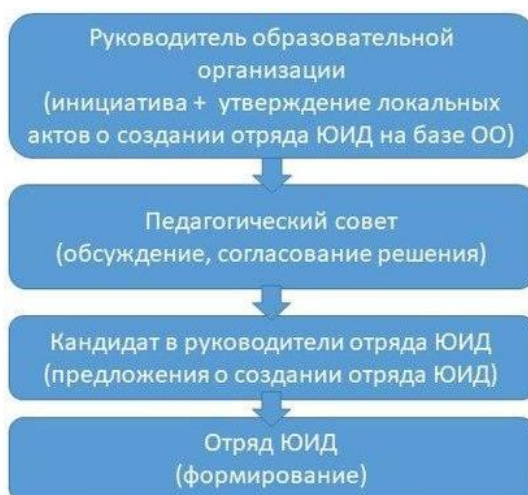 Руководитель образовательной
организации
(инициатива + утверждение локальных
актов о создании отряда ЮИД на базе ОО)
Педагогический совет
(обсуждение, согласование решения)
Кандидат в руководители отряда ЮИД
(предложения о создании отряда ЮИД)
Отряд ЮИД
(формирование)